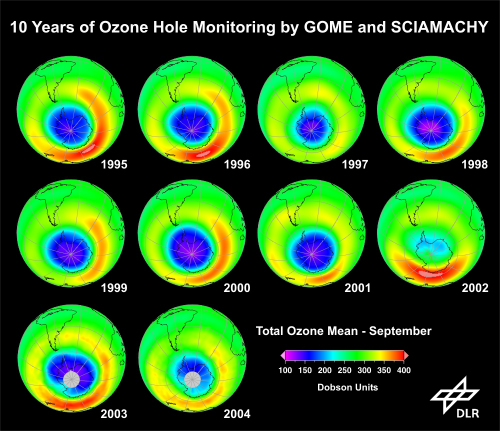 10 Years of Ozone Hole Monitoring by GOME and SCIAMACHY
1995
1996
1997
1998
1999
2000
2001
2002
2003
2004
Total Ozone Mean - September
100 150 200 250 300 350 400
Dobson Units
DLR